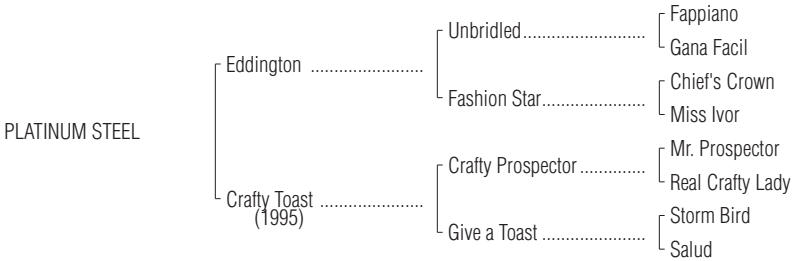 Fappiano
Unbridled..........................
Gana Facil
Eddington ........................
Chief's Crown
Fashion Star......................
Miss Ivor
PLATINUM STEEL
Mr. Prospector
Crafty Prospector ..............
Real Crafty Lady
Crafty Toast ......................
(1995)
Storm Bird
Give a Toast ......................
Salud